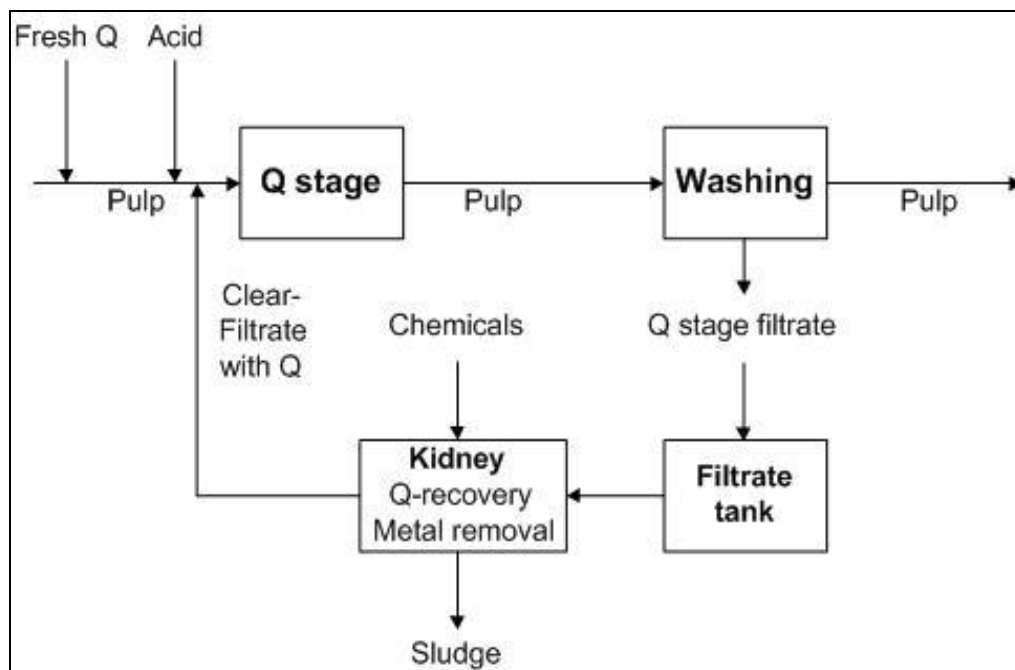 Fresh Q
Acid
Pulp
Q stage
Pulp
Washing
Pulp
Clear-
Filtrate
with Q
Chemicals
Q stage filtrate
Kidney
Q-recovery
Metal removal
Filtrate
tank
Sludge